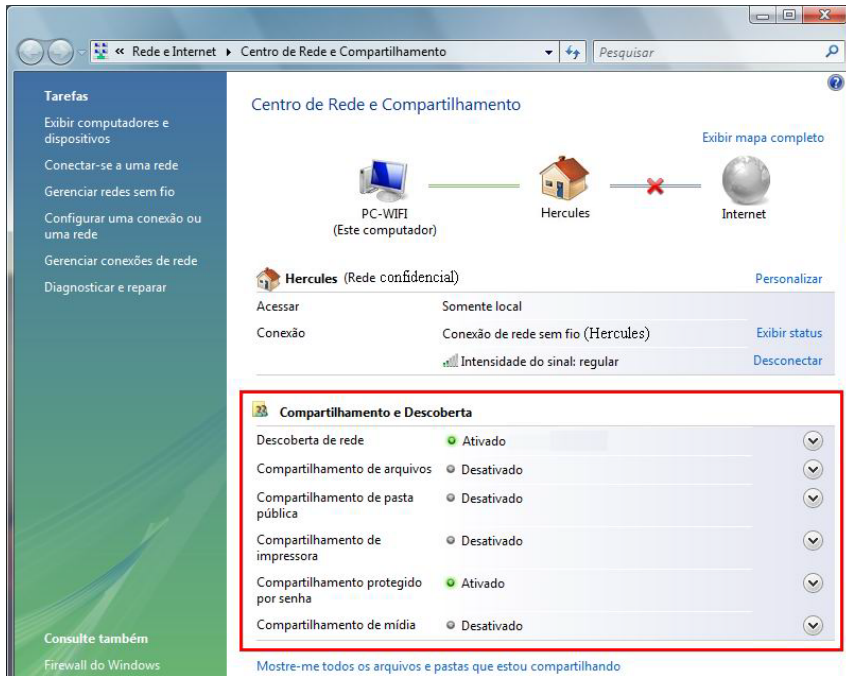 « Rede e Internet ▸ Centro de Rede e Compartilhamento
Pesquisar
Tarefas
Exibir computadores e
dispositivos
Conectar-se a uma rede
Gerenciar redes sem fio
Configurar uma conexão ou
uma rede
Gerenciar conexões de rede
Diagnosticar e reparar
Consulte também
Firewall do Windows
Centro de Rede e Compartilhamento
Exibir mapa completo
PC-WIFI
(Este computador)
Hercules
Internet
Hercules (Rede confidencial)
Personalizar
Acessar Somente local
Conexão Conexão de rede sem fio (Hercules) Exibir status
Intensidade do sinal: regular Desconectar
Compartilhamento e Descoberta
Descoberta de rede Ativado
Compartilhamento de arquivos Desativado
Compartilhamento de pasta
pública
Desativado
Compartilhamento de
impressora
Desativado
Compartilhamento protegido
por senha
Ativado
Compartilhamento de mídia Desativado
Mostre-me todos os arquivos e pastas que estou compartilhando